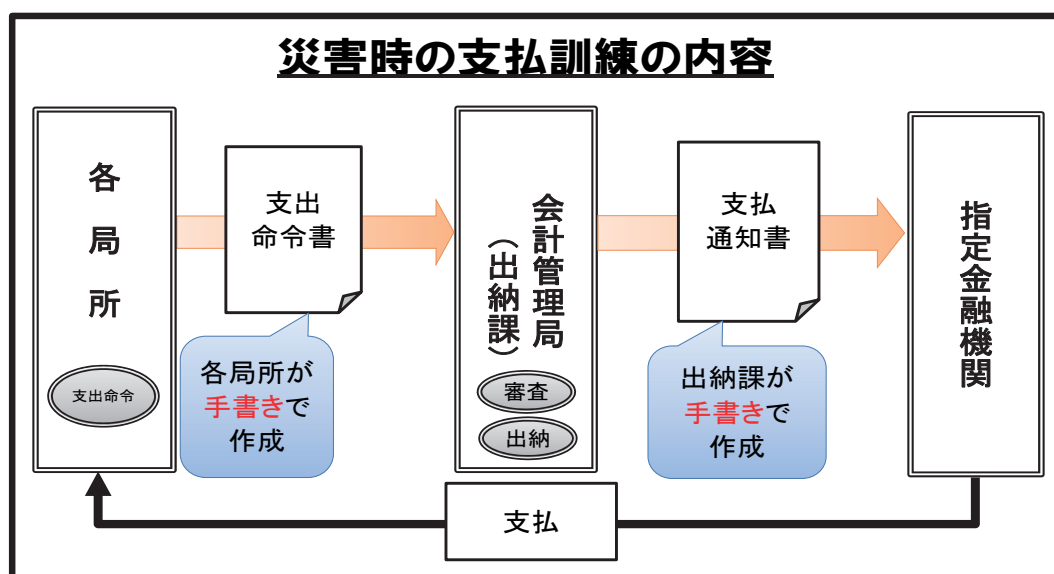 災害時の支払訓練の内容
各局所
支出命令
支出
命令書
各局所が
手書きで
作成
会計管理局
（出納課）
審査
出納
支払
通知書
出納課が
手書きで
作成
指定金融機関
支払